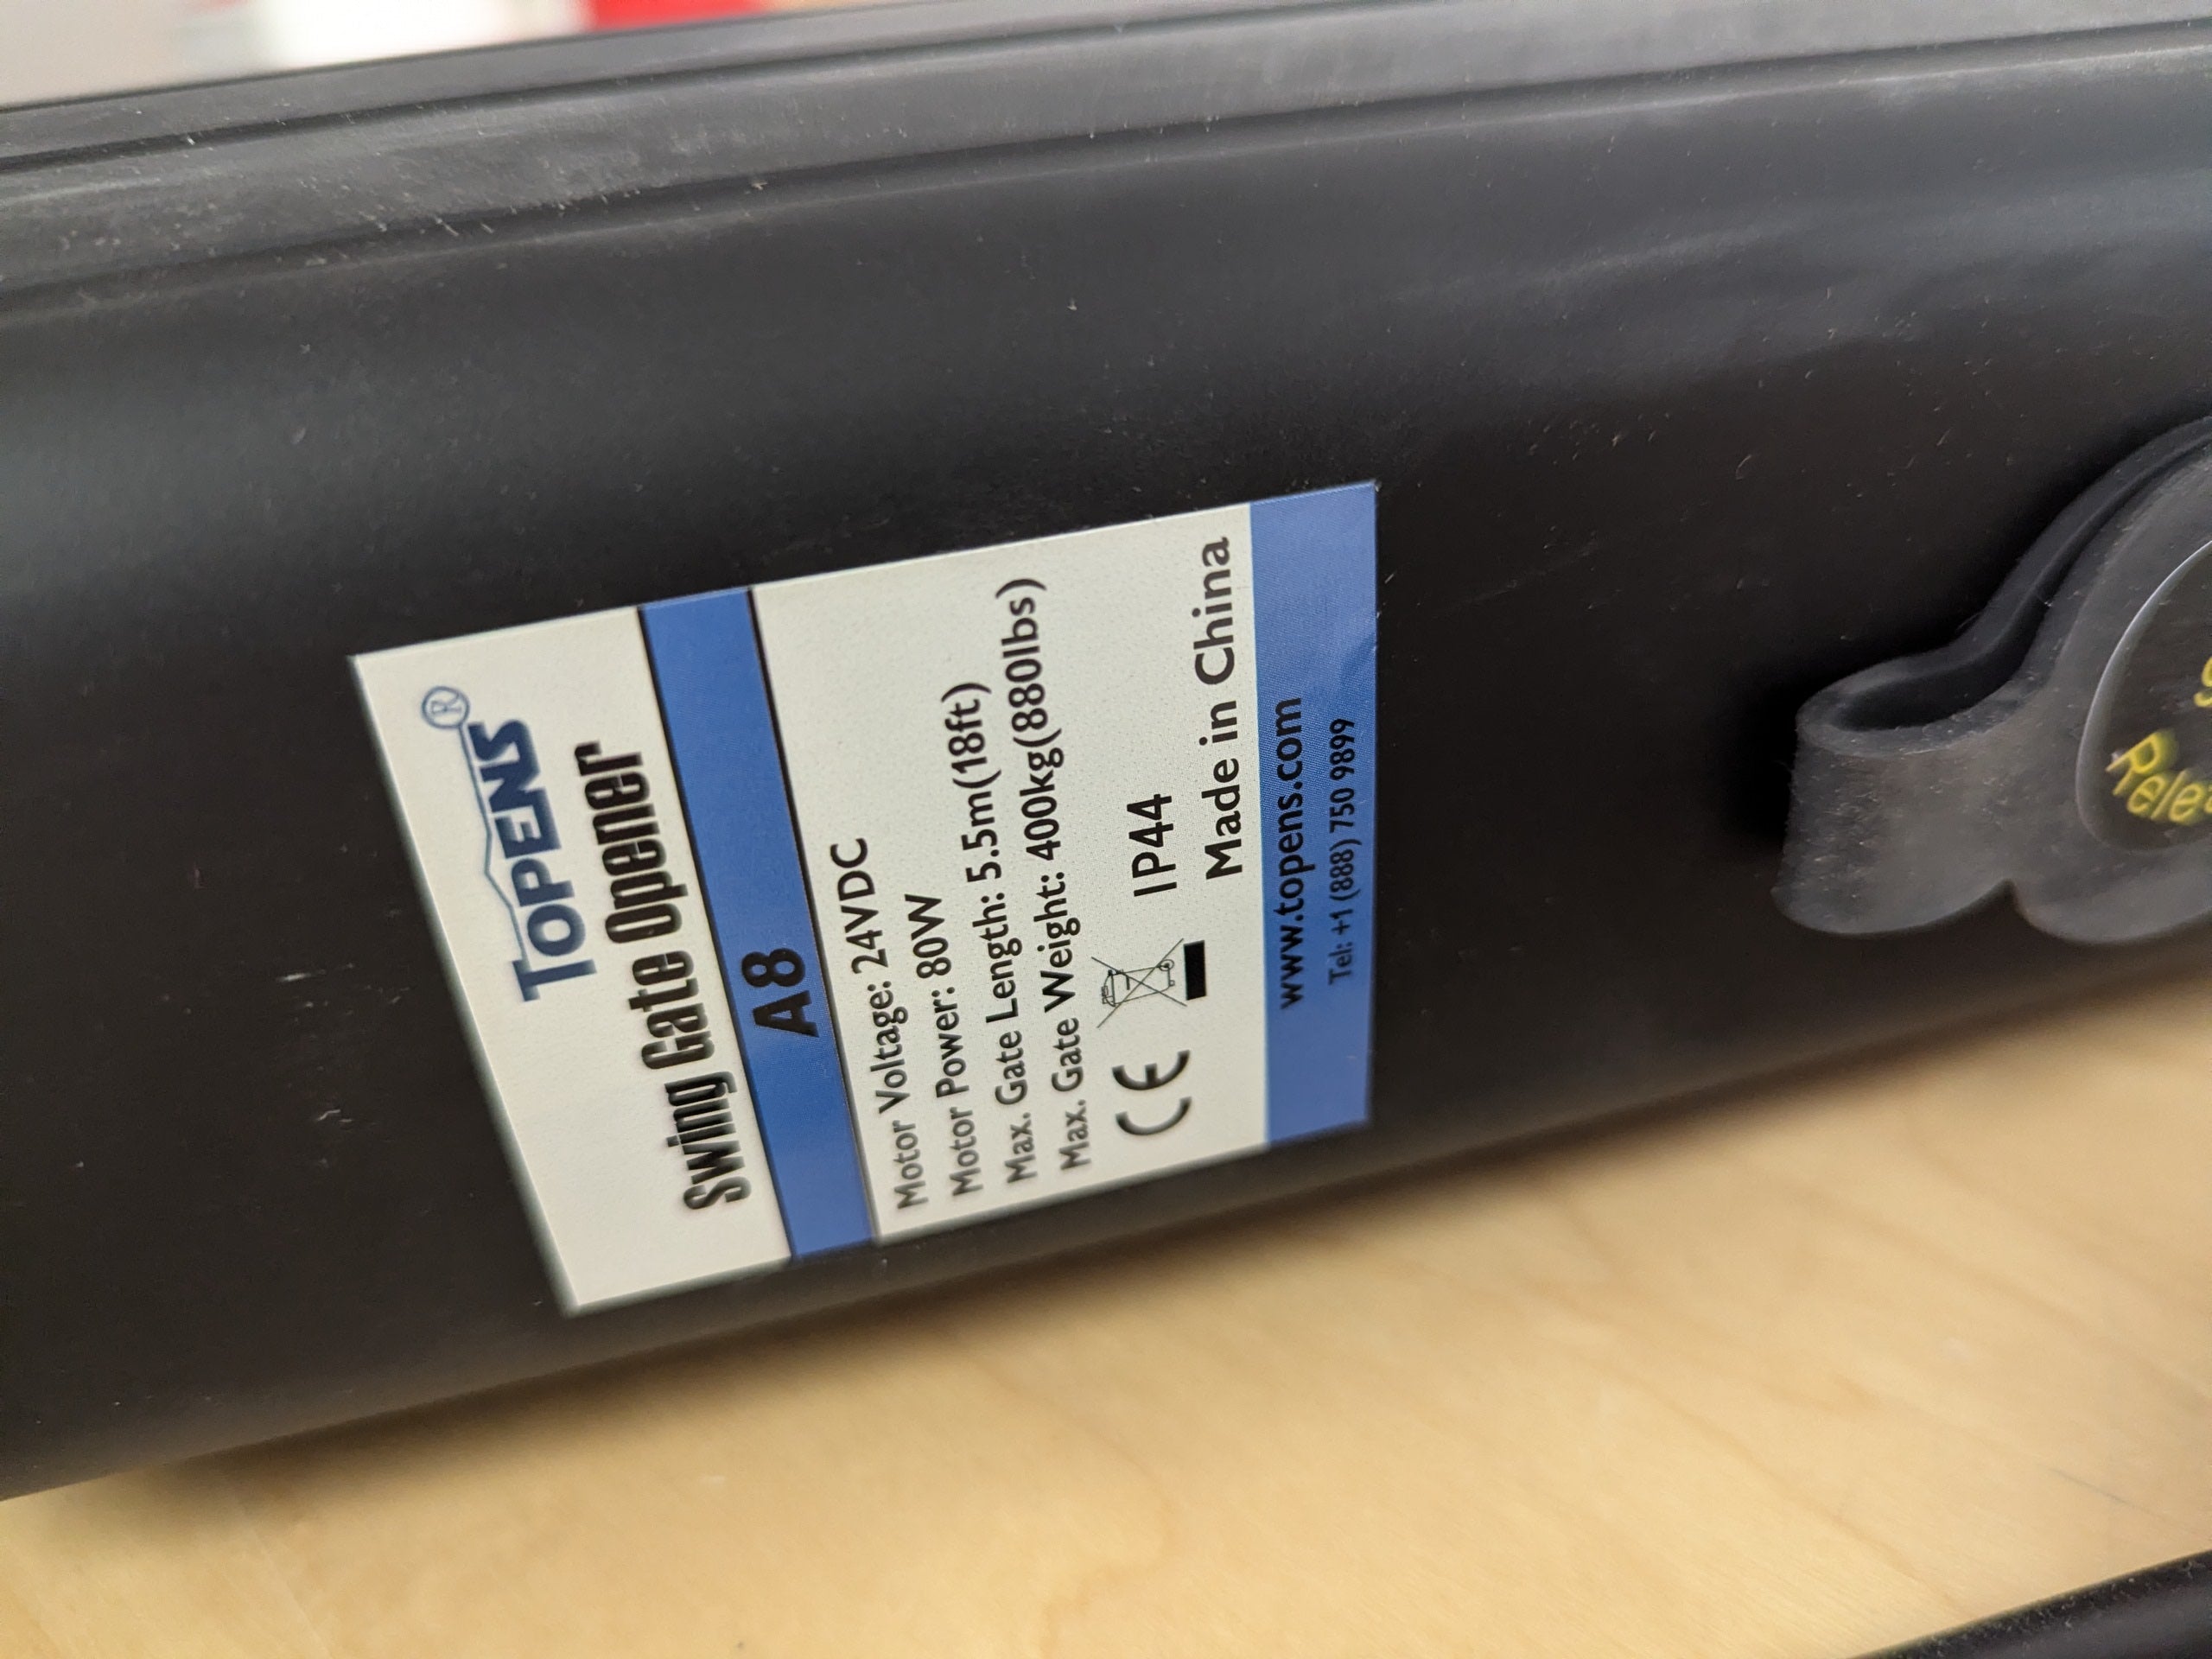 TOPENS®
Swing Gate Opener
A8
Motor Voltage: 24VDC
Motor Power: 80W
Max. Gate Length: 5.5m(18ft)
Max. Gate Weight: 400kg(880lbs)
CE IP44
Made in China
www.topens.com
Tel: +1 (888) 750 9899